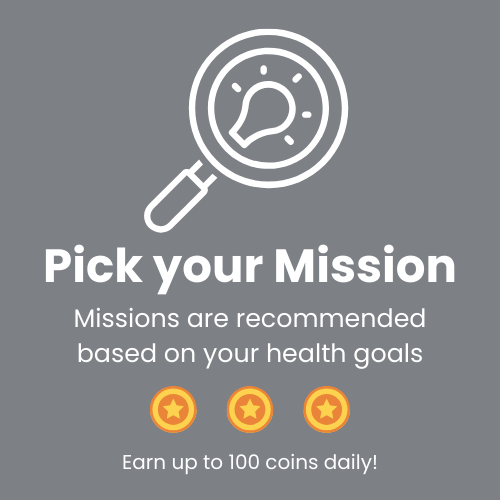 Pick your Mission
Missions are recommended
based on your health goals
Earn up to 100 coins daily!